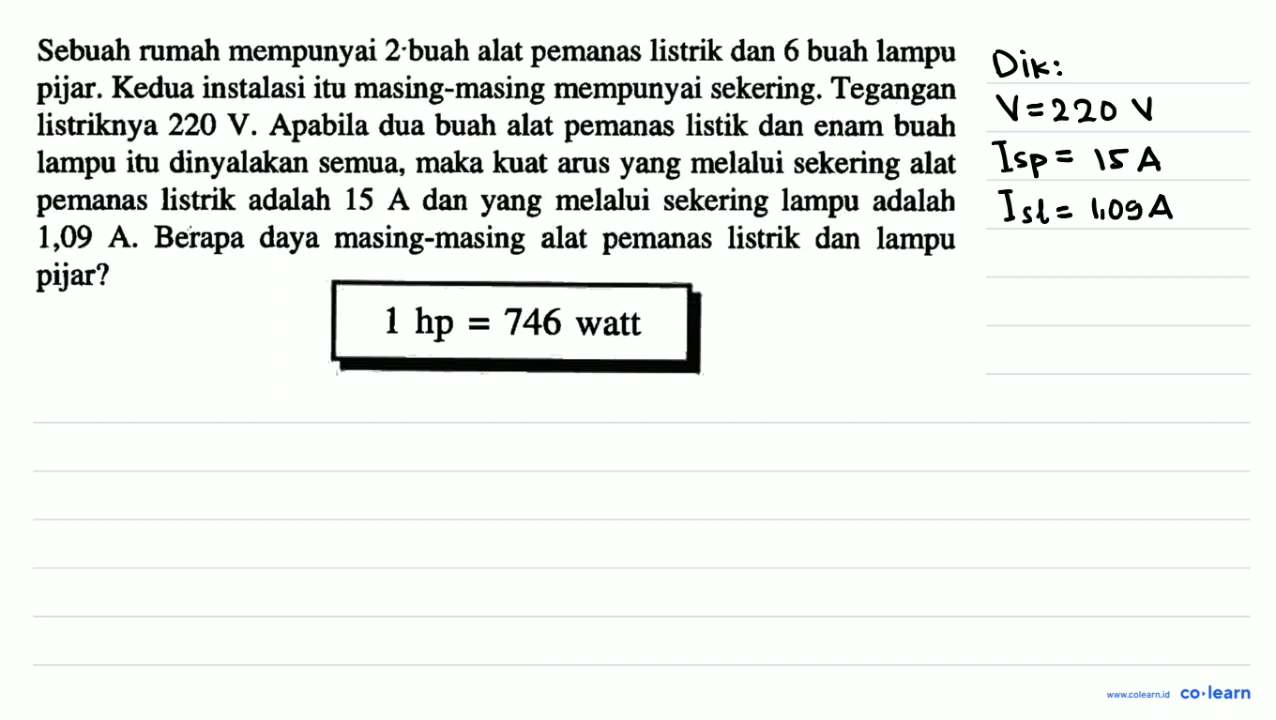 Sebuah rumah mempunyai 2 buah alat pemanas listrik dan 6 buah lampu
pijar. Kedua instalasi itu masing-masing mempunyai sekering. Tegangan
listriknya 220 V. Apabila dua buah alat pemanas listik dan enam buah
lampu itu dinyalakan semua, maka kuat arus yang melalui sekering alat
pemanas listrik adalah 15 A dan yang melalui sekering lampu adalah
1,09 A. Berapa daya masing-masing alat pemanas listrik dan lampu
pijar?
1 hp = 746 watt
Dik:
V = 220 V
Isp = 15 A
Isl = 1,09 A
www.colearn.id co·learn